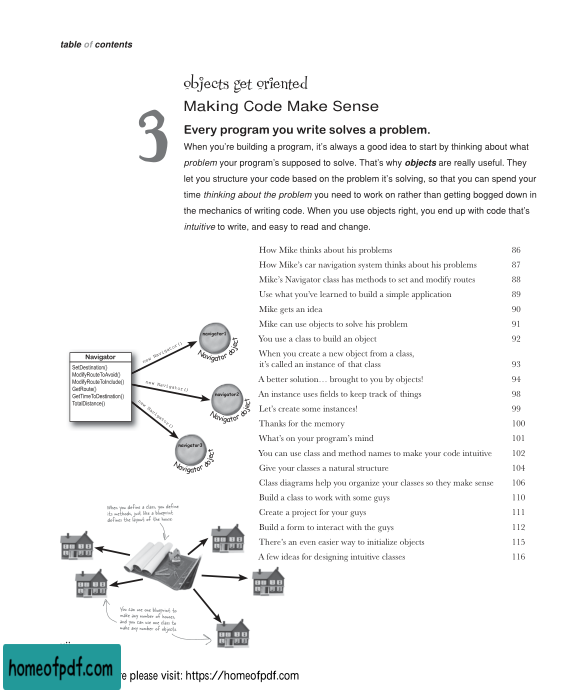 table of contents
objects get oriented
3
Making Code Make Sense
Every program you write solves a problem.
When you're building a program, it's always a good idea to start by thinking about what
problem your program's supposed to solve. That's why objects are really useful. They
let you structure your code based on the problem it's solving, so that you can spend your
time thinking about the problem you need to work on rather than getting bogged down in
the mechanics of writing code. When you use objects right, you end up with code that's
intuitive to write, and easy to read and change.
How Mike thinks about his problems 86
How Mike's car navigation system thinks about his problems 87
Mike's Navigator class has methods to set and modify routes 88
Use what you've learned to build a simple application 89
Mike gets an idea 90
Mike can use objects to solve his problem 91
You use a class to build an object 92
When you create a new object from a class,
it's called an instance of that class 93
A better solution… brought to you by objects! 94
An instance uses fields to keep track of things 98
Let's create some instances! 99
Thanks for the memory 100
What's on your program's mind 101
You can use class and method names to make your code intuitive 102
Give your classes a natural structure 104
Class diagrams help you organize your classes so they make sense 106
Build a class to work with some guys 110
Create a project for your guys 111
Build a form to interact with the guys 112
There's an even easier way to initialize objects 115
A few ideas for designing intuitive classes 116
Navigator
SetDestination()
ModifyRouteToAvoid()
ModifyRouteToInclude()
GetRoute()
GetTimeToDestination()
TotalDistance()
new Navigator()
new Navigator()
new Navigator()
navigator1
Navigator object
navigator2
Navigator object
navigator3
Navigator object
When you define a class, you define
its methods, just like a blueprint
defines the layout of the house.
You can use one blueprint to
make any number of houses,
and you can use one class to
make any number of objects.
homeofpdf.com
re please visit: https://homeofpdf.com